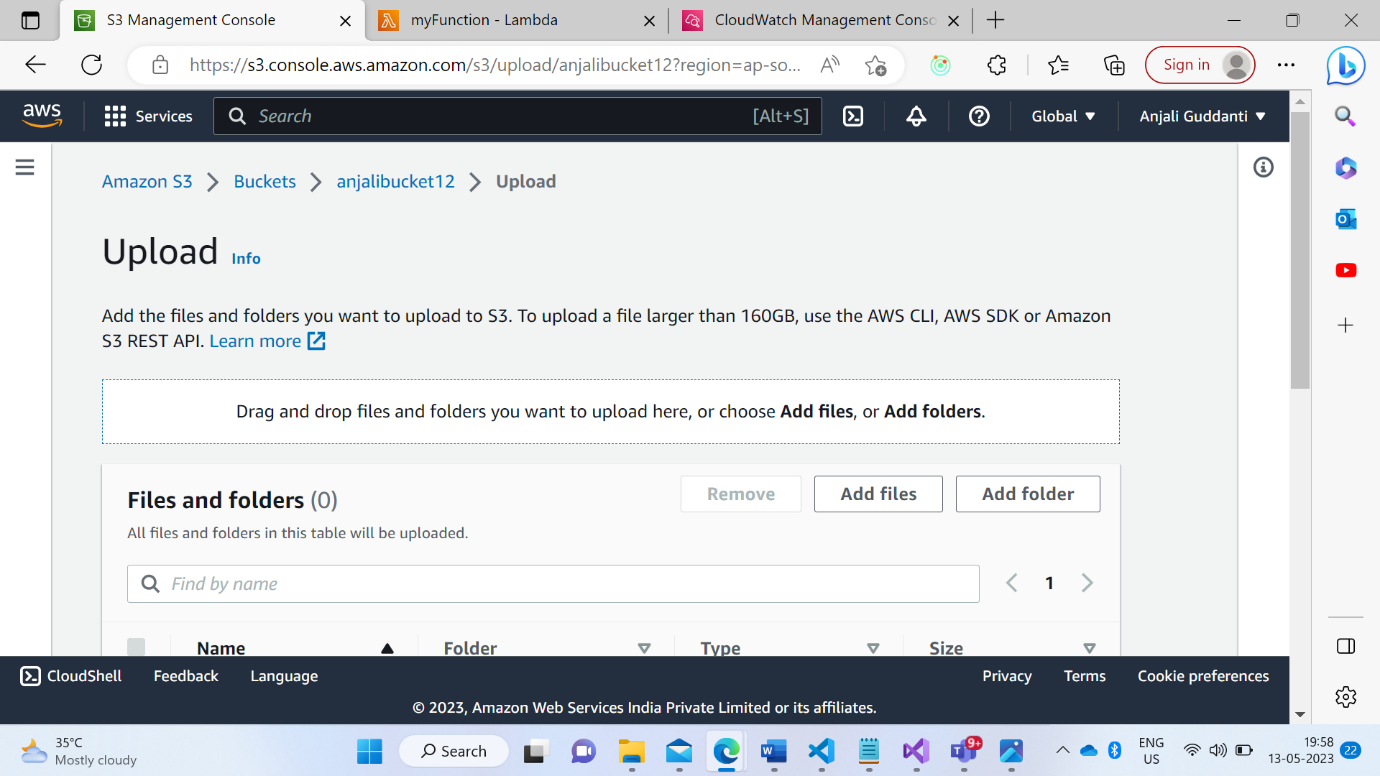 S3 Management Console
myFunction - Lambda
CloudWatch Management Conso
https://s3.console.aws.amazon.com/s3/upload/anjalibucket12?region=ap-so...
Sign in
aws
Services
Search
[Alt+S]
Global
Anjali Guddanti
Amazon S3
Buckets
anjalibucket12
Upload
Upload
Info
Add the files and folders you want to upload to S3. To upload a file larger than 160GB, use the AWS CLI, AWS SDK or Amazon
S3 REST API. Learn more
Drag and drop files and folders you want to upload here, or choose Add files, or Add folders.
Files and folders (0)
Remove
Add files
Add folder
All files and folders in this table will be uploaded.
Find by name
1
Name
Folder
Type
Size
CloudShell
Feedback
Language
Privacy
Terms
Cookie preferences
© 2023, Amazon Web Services India Private Limited or its affiliates.
35°C
Mostly cloudy
Search
9+
ENG
US
19:58
13-05-2023
22